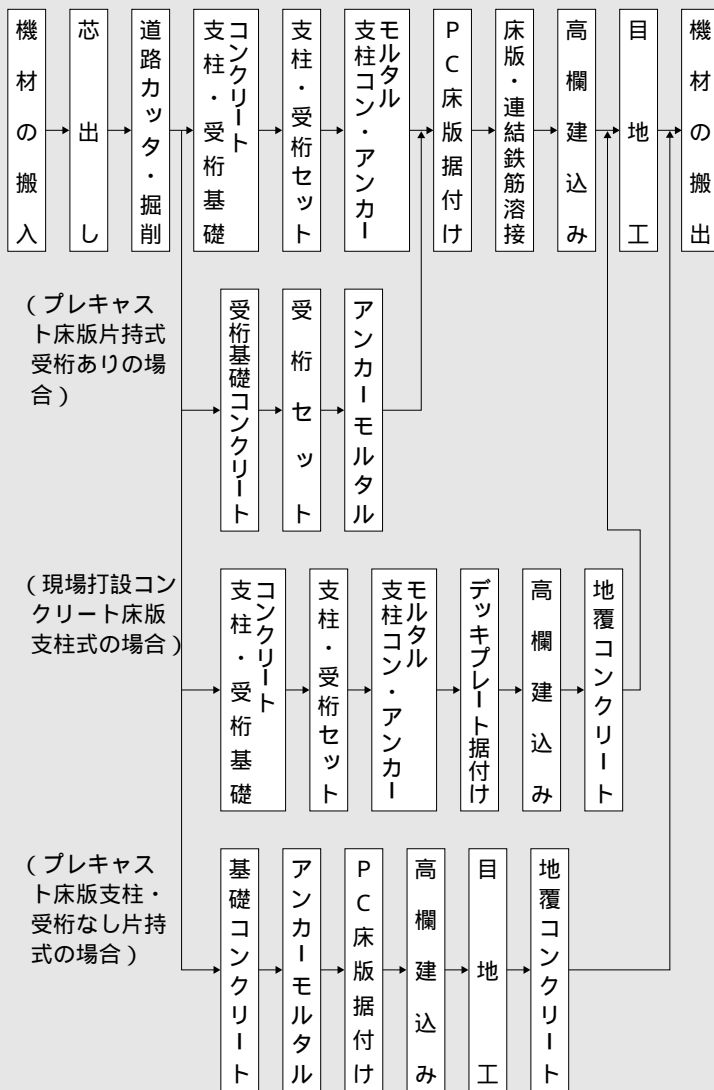 機材の搬入
芯出し
道路カッタ・掘削
支柱・受桁基礎
コンクリート
支柱・受桁セット
支柱コン・アンカー
モルタル
PC床版据付け
床版・連結鉄筋溶接
高欄建込み
目地工
機材の搬出
(プレキャス
ト床版片持式
受桁ありの場
合)
受桁基礎コンクリート
受桁セット
アンカーモルタル
(現場打設コン
クリート床版
支柱式の場合)
支柱・受桁基礎
コンクリート
支柱・受桁セット
支柱コン・アンカー
モルタル
デッキプレート据付け
高欄建込み
地覆コンクリート
(プレキャス
ト床版支柱・
受桁なし片持
式の場合)
基礎コンクリート
アンカーモルタル
PC床版据付け
高欄建込み
目地工
地覆コンクリート